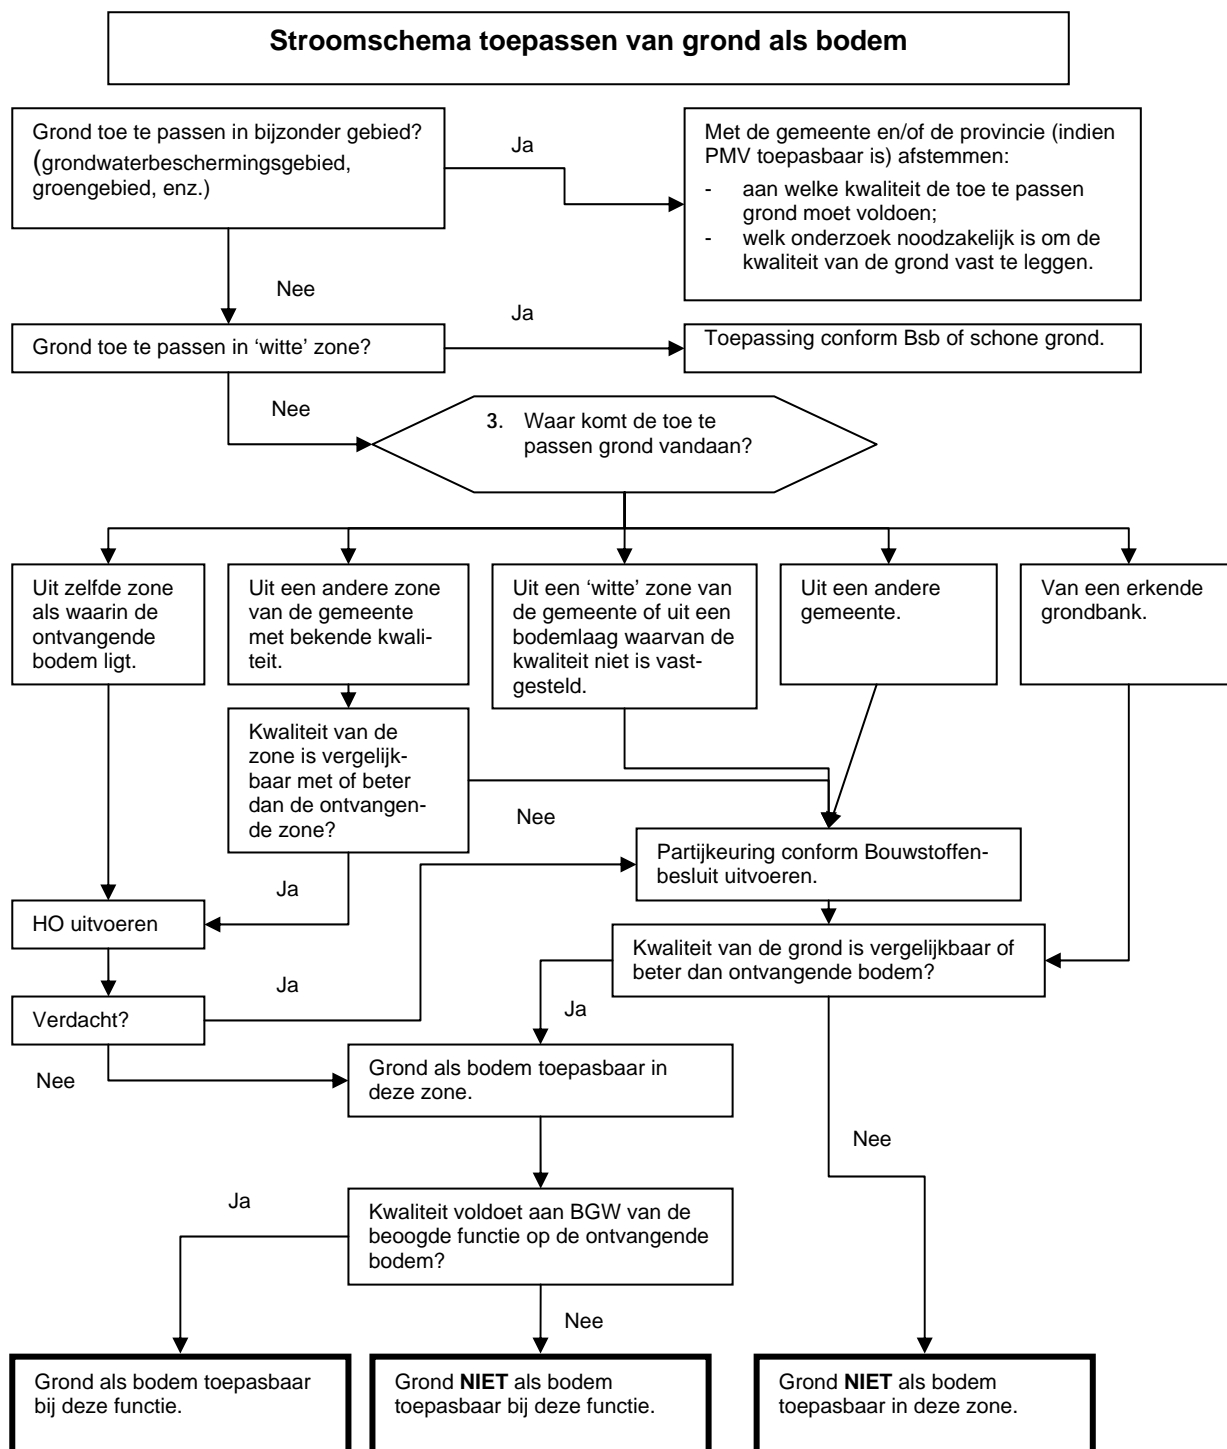 Stroomschema toepassen van grond als bodem
Grond toe te passen in bijzonder gebied?
(grondwaterbeschermingsgebied,
groengebied, enz.)
Ja
Met de gemeente en/of de provincie (indien
PMV toepasbaar is) afstemmen:
- aan welke kwaliteit de toe te passen
grond moet voldoen;
- welk onderzoek noodzakelijk is om de
kwaliteit van de grond vast te leggen.
Nee
Grond toe te passen in ‘witte’ zone?
Ja
Toepassing conform Bsb of schone grond.
Nee
3. Waar komt de toe te
passen grond vandaan?
Uit zelfde zone
als waarin de
ontvangende
bodem ligt.
Uit een andere zone
van de gemeente
met bekende kwali-
teit.
Uit een ‘witte’ zone van
de gemeente of uit een
bodemlaag waarvan de
kwaliteit niet is vast-
gesteld.
Uit een andere
gemeente.
Van een erkende
grondbank.
Kwaliteit van de
zone is vergelijk-
baar met of beter
dan de ontvangen-
de zone?
Nee
Ja
Partijkeuring conform Bouwstoffen-
besluit uitvoeren.
HO uitvoeren
Kwaliteit van de grond is vergelijkbaar of
beter dan ontvangende bodem?
Ja
Verdacht?
Ja
Nee
Grond als bodem toepasbaar in
deze zone.
Nee
Ja
Kwaliteit voldoet aan BGW van de
beoogde functie op de ontvangende
bodem?
Nee
Grond als bodem toepasbaar
bij deze functie.
Grond NIET als bodem
toepasbaar bij deze functie.
Grond NIET als bodem
toepasbaar in deze zone.